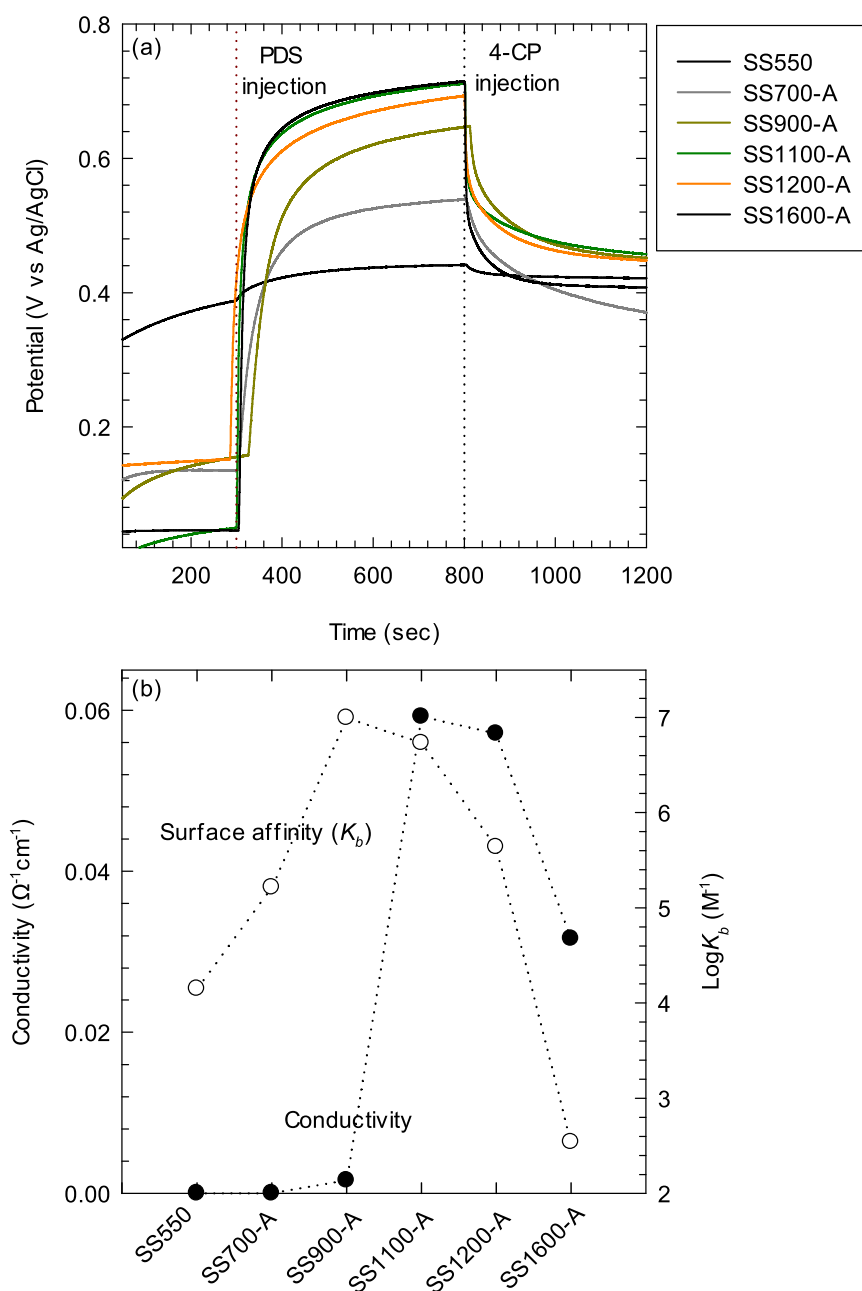 (a)
PDS
injection
4-CP
injection
SS550
SS700-A
SS900-A
SS1100-A
SS1200-A
SS1600-A
0.8
0.6
0.4
0.2
Potential (V vs Ag/AgCl)
200 400 600 800 1000 1200
Time (sec)
(b)
0.06
0.04
0.02
0.00
Conductivity (Ω⁻¹cm⁻¹)
Surface affinity (K_b)
Conductivity
7
6
5
4
3
2
LogK_b (M⁻¹)
SS550 SS700-A SS900-A SS1100-A SS1200-A SS1600-A